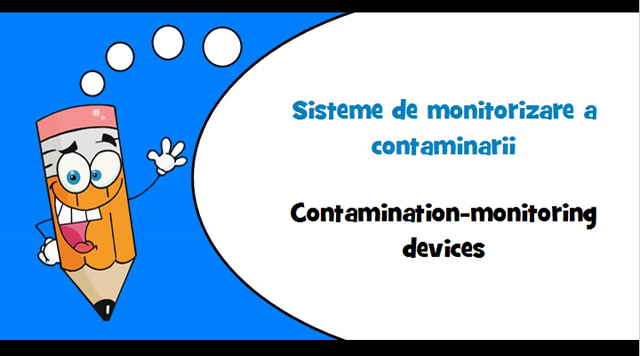 Sisteme de monitorizare a
contaminarii
Contamination-monitoring
devices